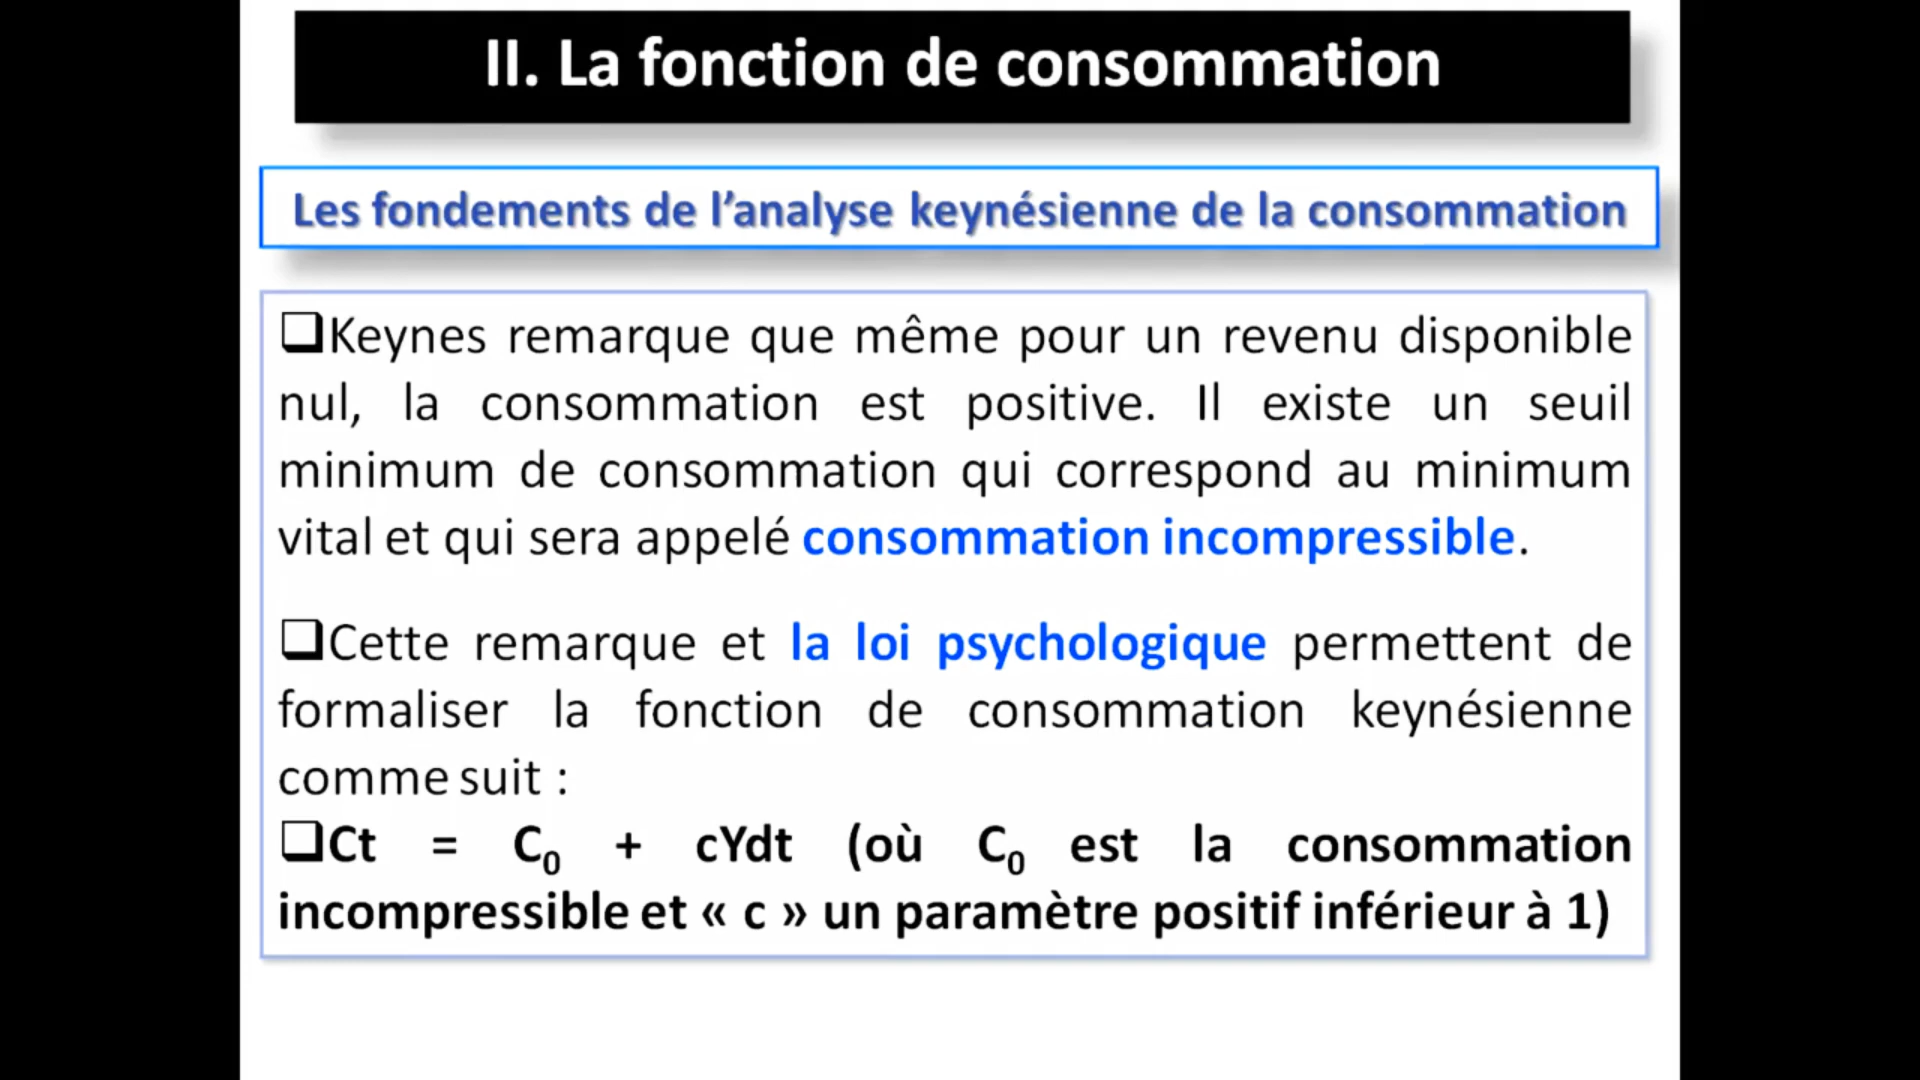 II. La fonction de consommation
Les fondements de l’analyse keynésienne de la consommation
❑Keynes remarque que même pour un revenu disponible
nul, la consommation est positive. Il existe un seuil
minimum de consommation qui correspond au minimum
vital et qui sera appelé consommation incompressible.
❑Cette remarque et la loi psychologique permettent de
formaliser la fonction de consommation keynésienne
comme suit :
❑Ct = C₀ + cYdt (où C₀ est la consommation
incompressible et « c » un paramètre positif inférieur à 1)